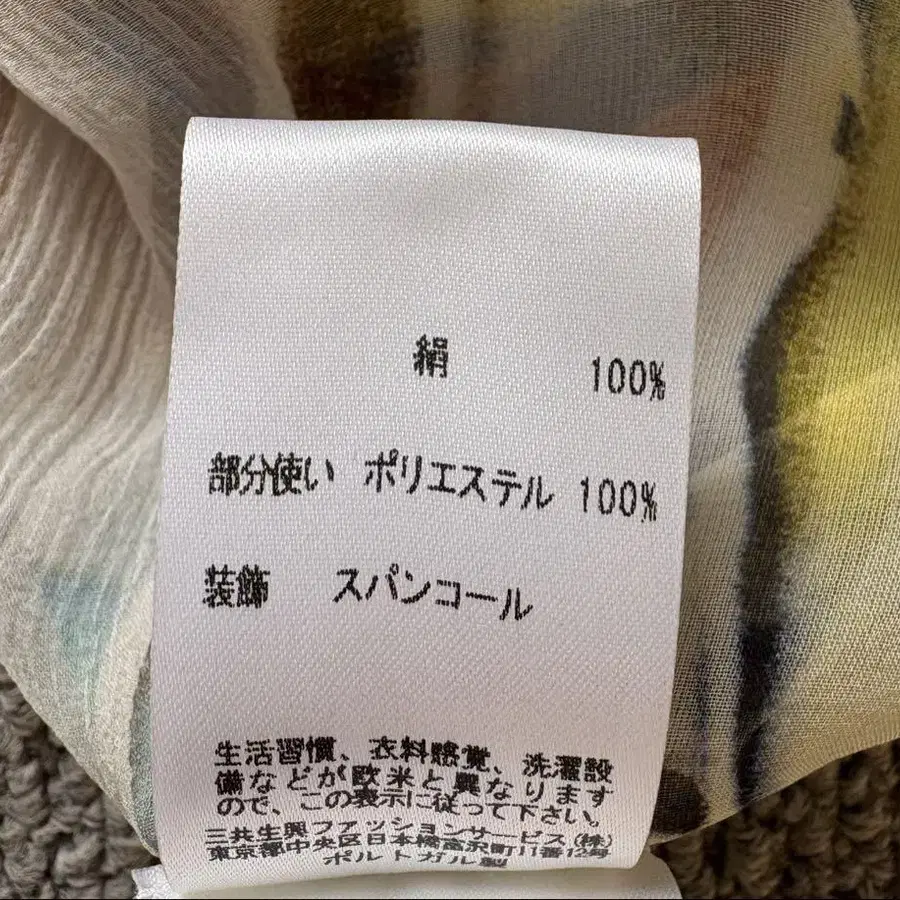 絹 100%
部分使い ポリエステル 100%
装飾 スパンコール
生活習慣、衣料感覚、洗濯設
備などが欧米と異なります
ので、この表示に従って下さい。
三共生興ファッションサービス(株)
東京都中央区日本橋富沢町11番12号
ポルトガル製